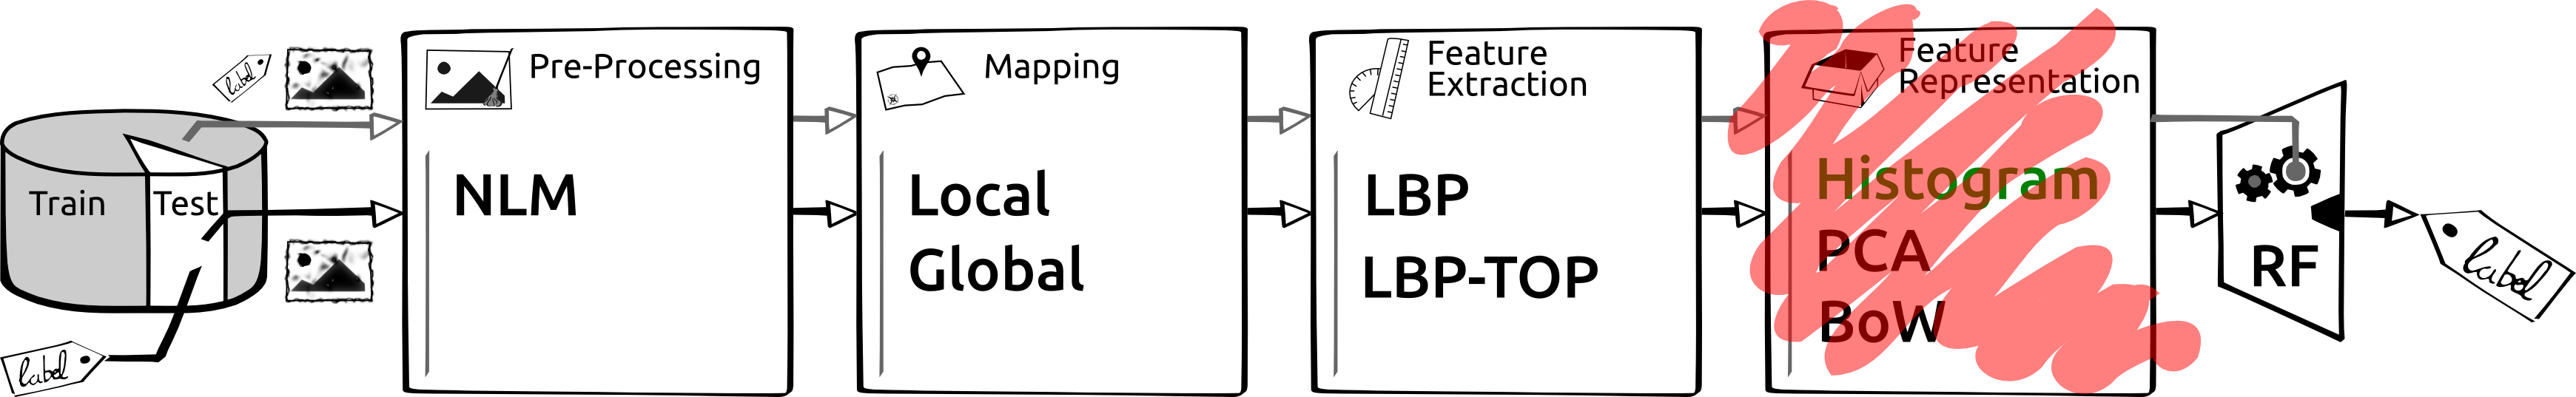 label
Train
Test
label
Pre-Processing
NLM
Mapping
Local
Global
Feature
Extraction
LBP
LBP-TOP
Feature
Representation
Histogram
PCA
BoW
RF
label